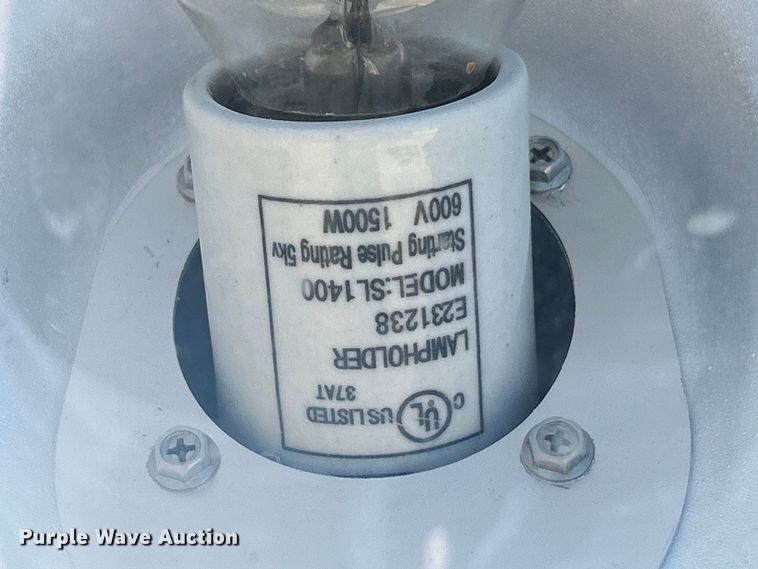 C UL US LISTED
37AT
LAMPHOLDER
E231238
MODEL:SL1400
Starting Pulse Rating 5kv
600V 1500W
Purple Wave Auction